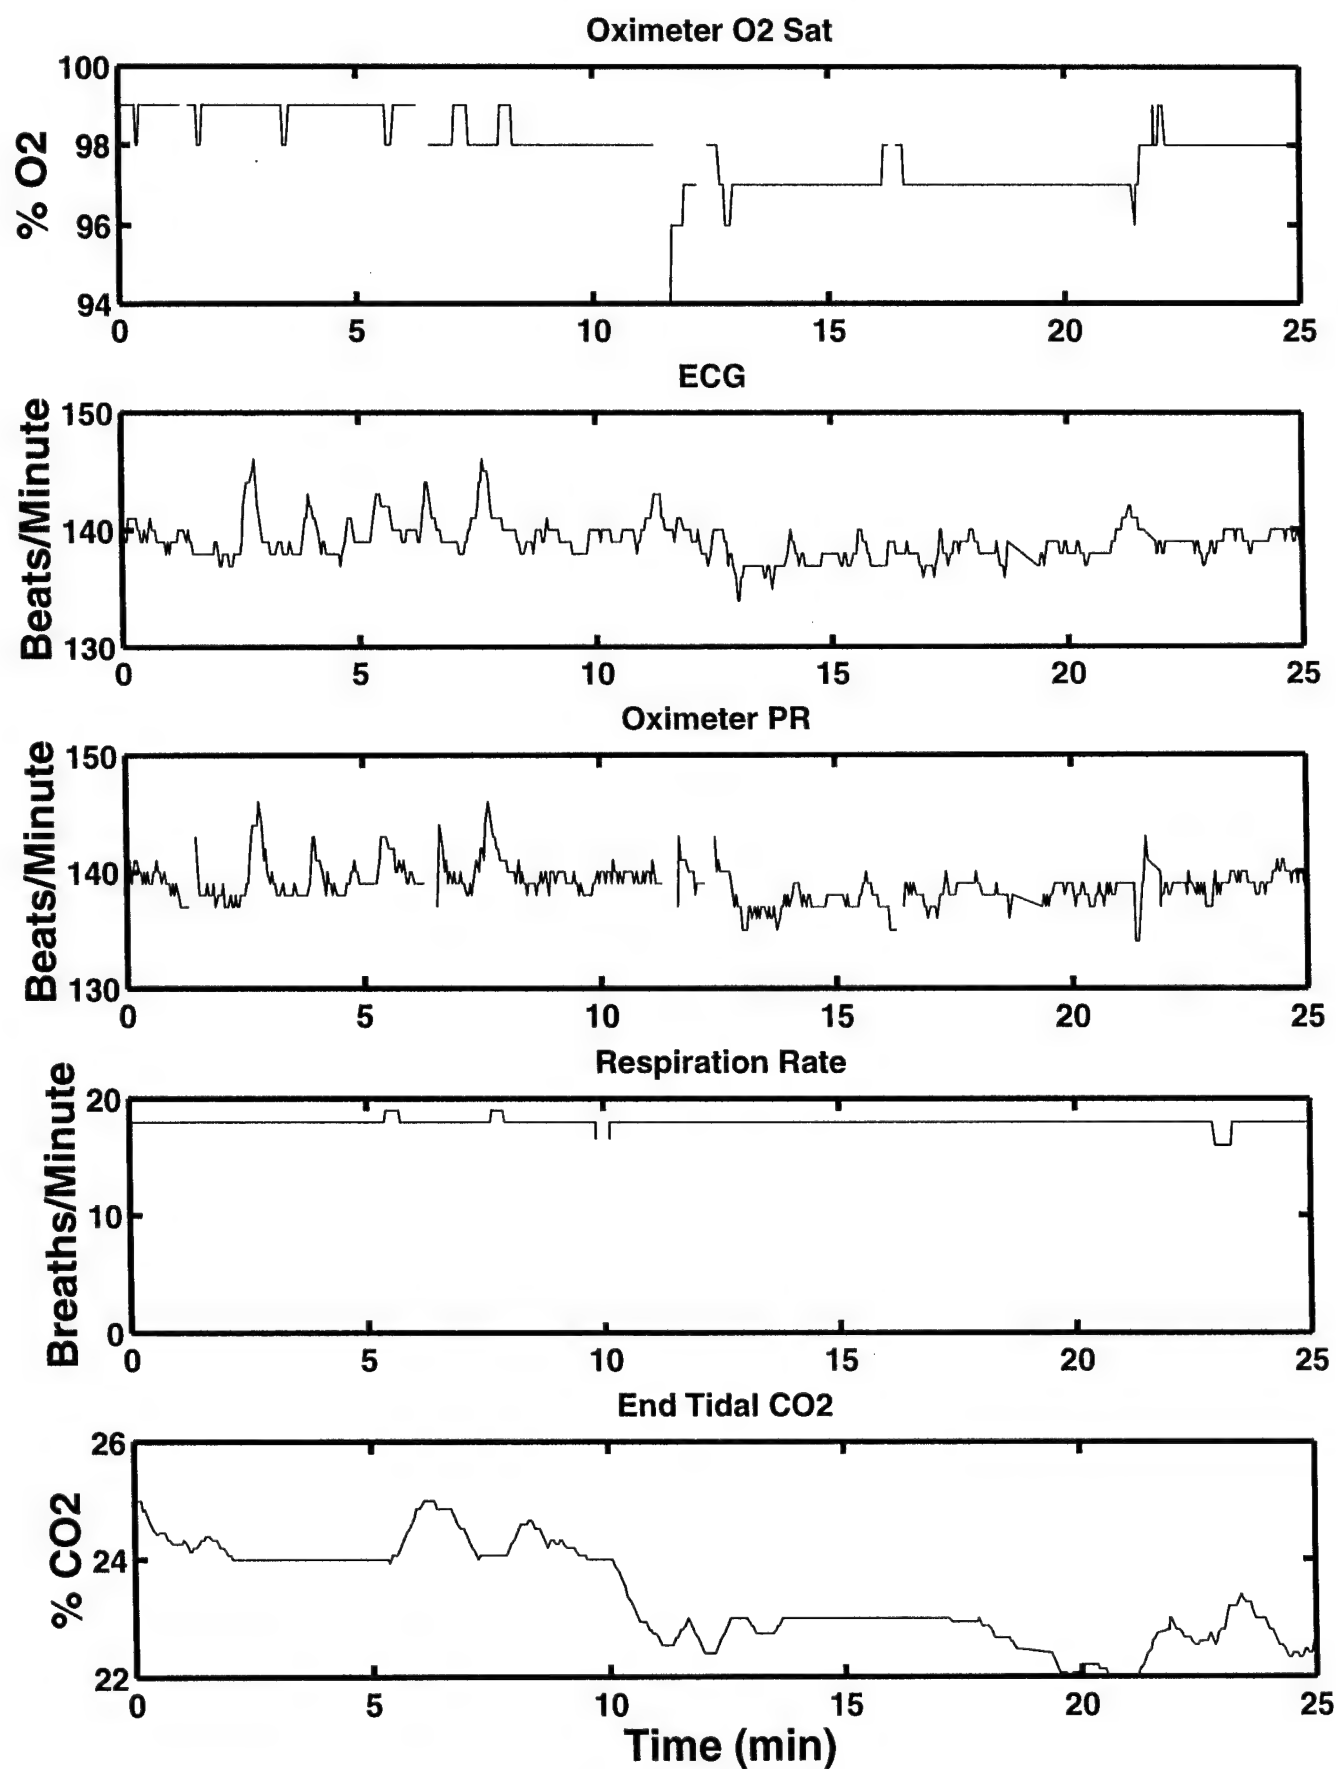 Oximeter O2 Sat
% O2
100
98
96
94
0 5 10 15 20 25
ECG
Beats/Minute
150
140
130
0 5 10 15 20 25
Oximeter PR
Beats/Minute
150
140
130
0 5 10 15 20 25
Respiration Rate
Breaths/Minute
20
10
0
0 5 10 15 20 25
End Tidal CO2
% CO2
26
24
22
0 5 10 15 20 25
Time (min)